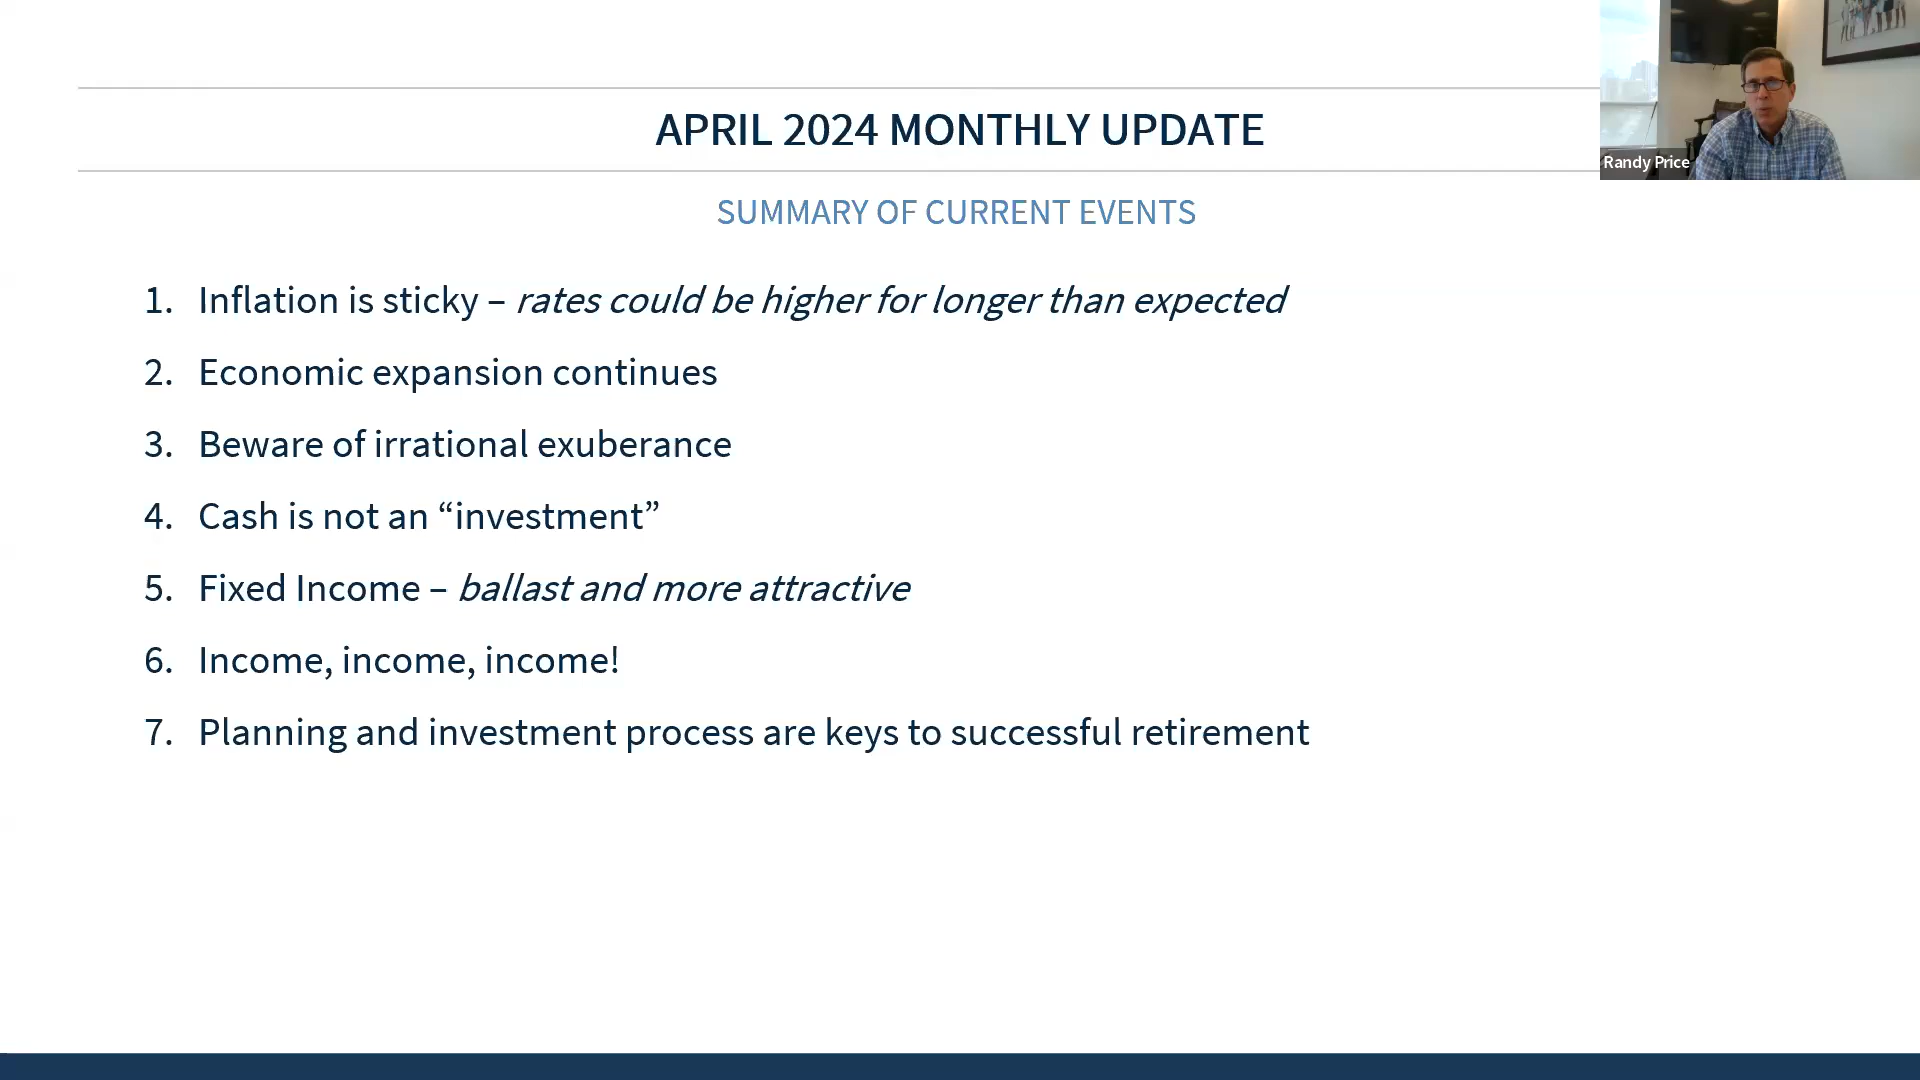 APRIL 2024 MONTHLY UPDATE
Randy Price
SUMMARY OF CURRENT EVENTS
1. Inflation is sticky – rates could be higher for longer than expected
2. Economic expansion continues
3. Beware of irrational exuberance
4. Cash is not an “investment”
5. Fixed Income – ballast and more attractive
6. Income, income, income!
7. Planning and investment process are keys to successful retirement